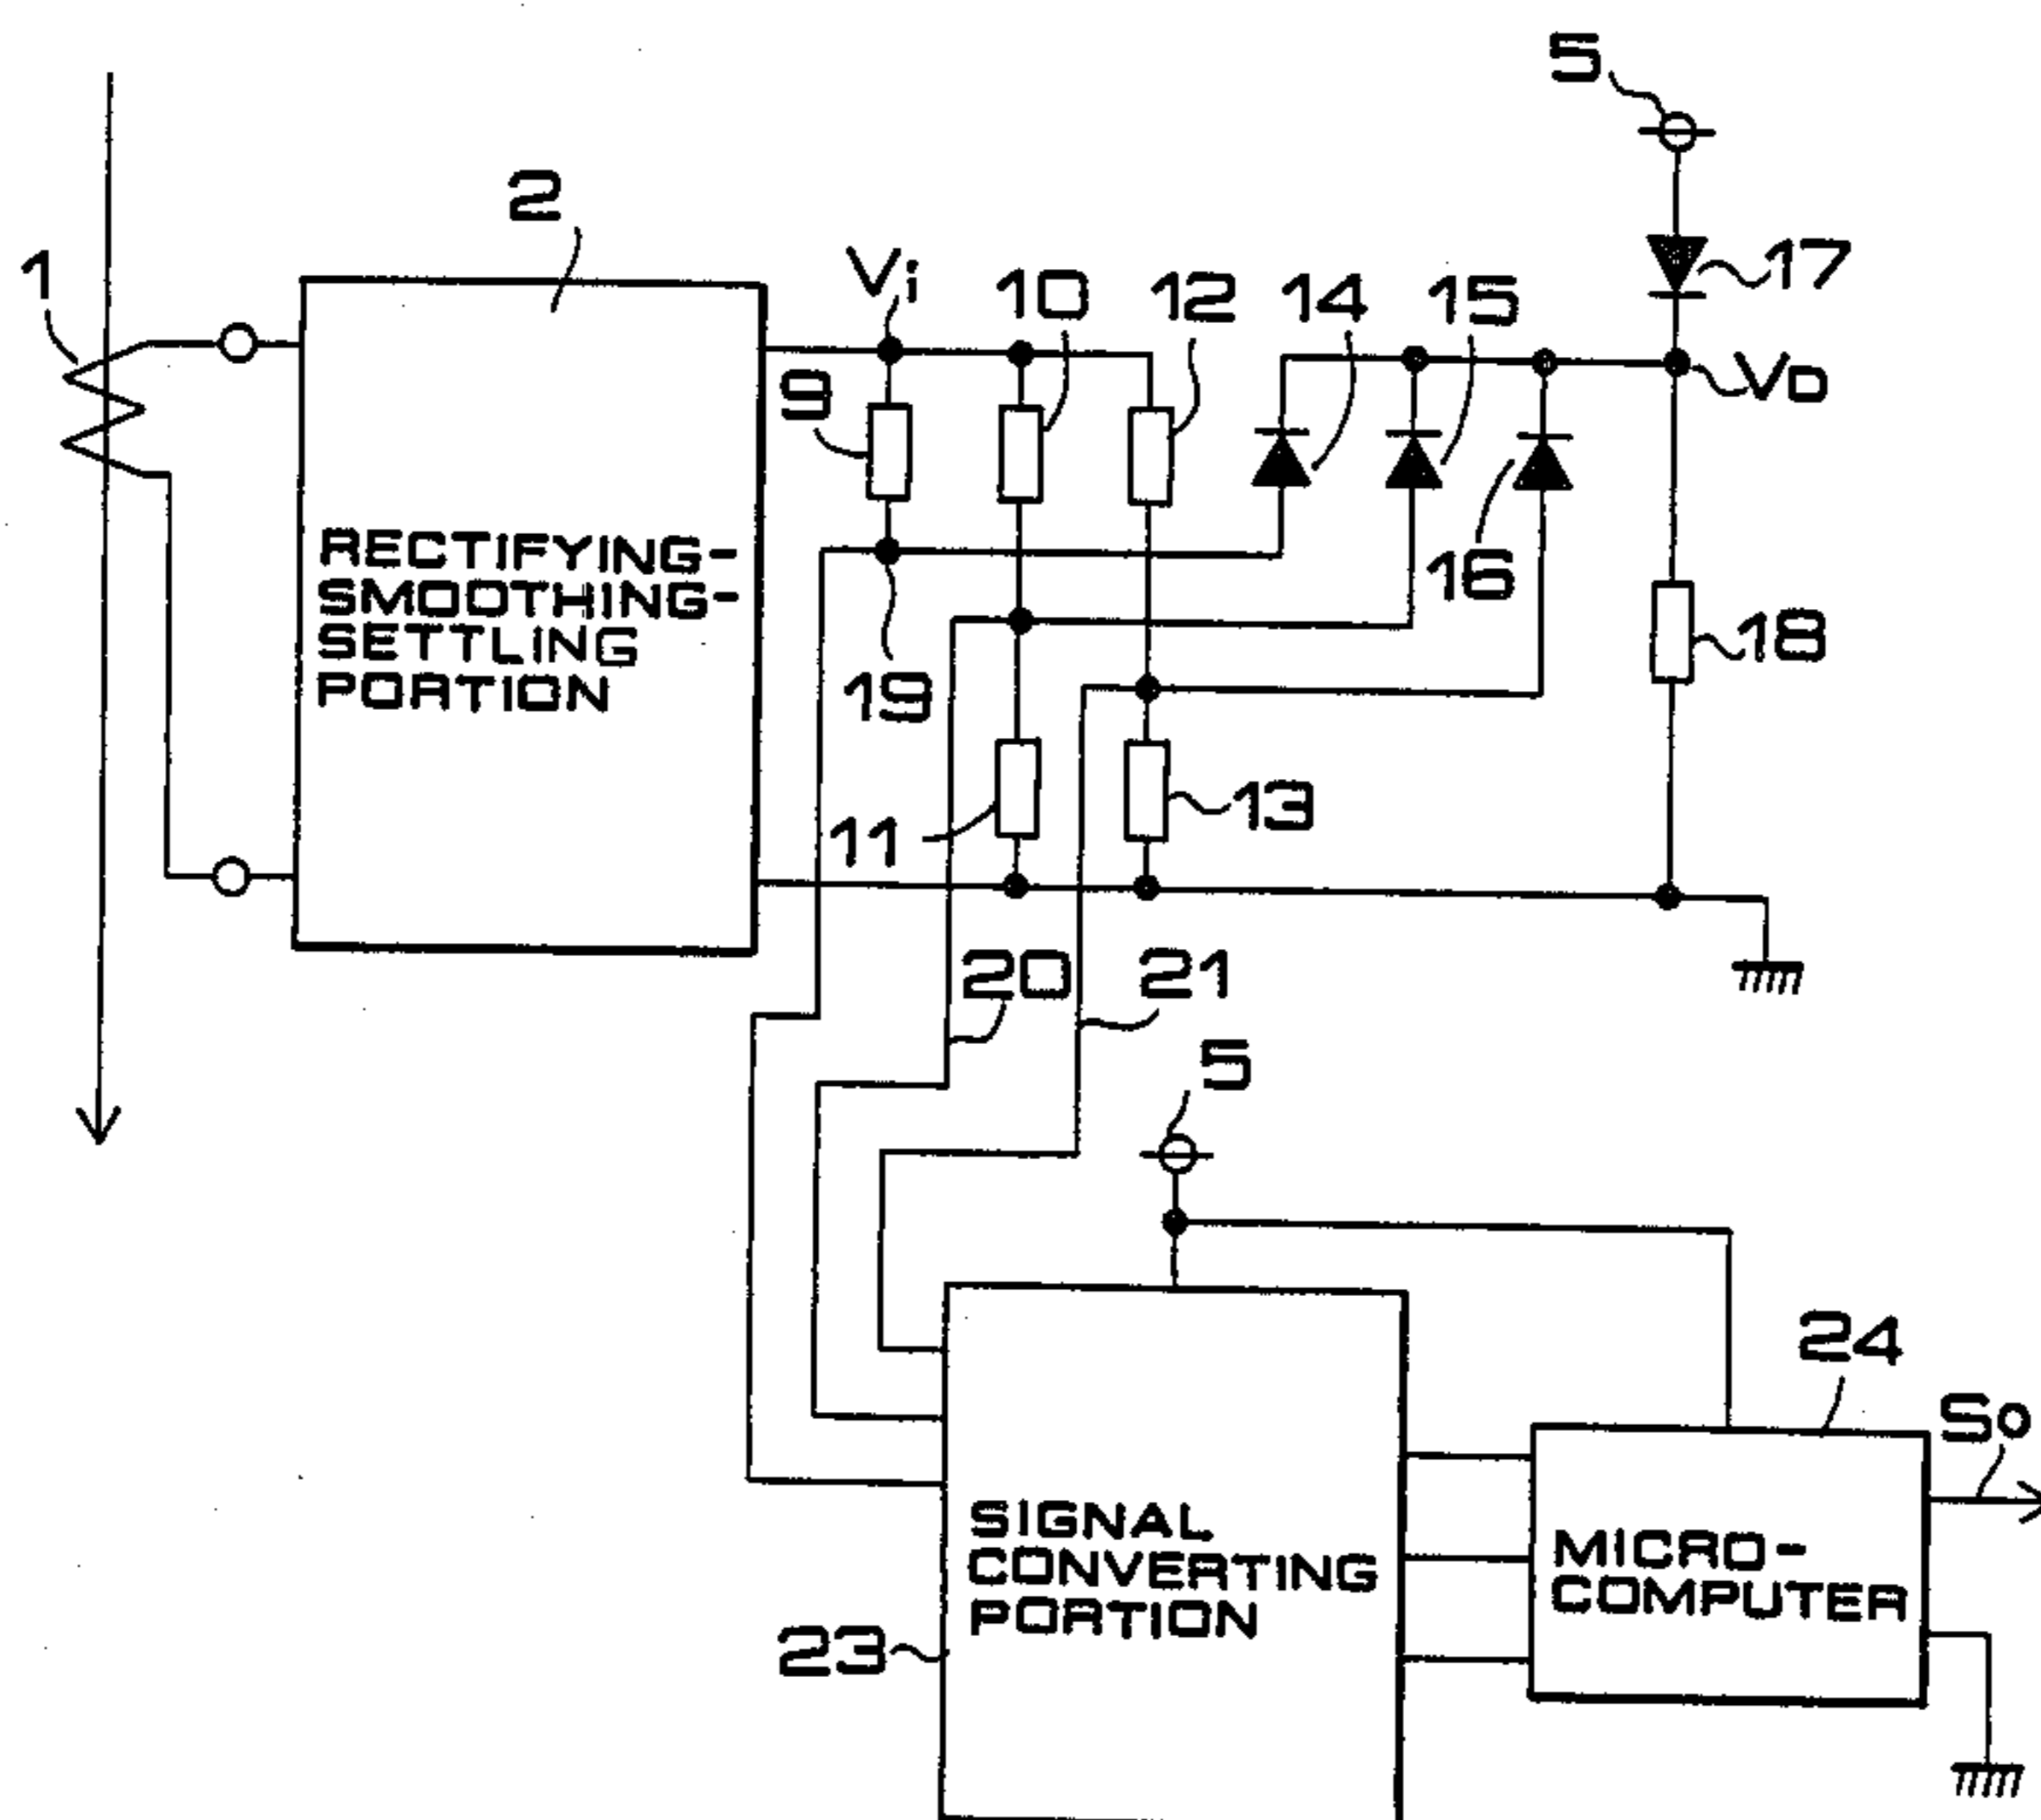 5
2
1
Vi
10
12
14
15
17
9
VD
RECTIFYING-
SMOOTHING-
SETTLING
PORTION
16
18
19
11
13
20
21
5
24
So
SIGNAL
CONVERTING
PORTION
MICRO-
COMPUTER
23